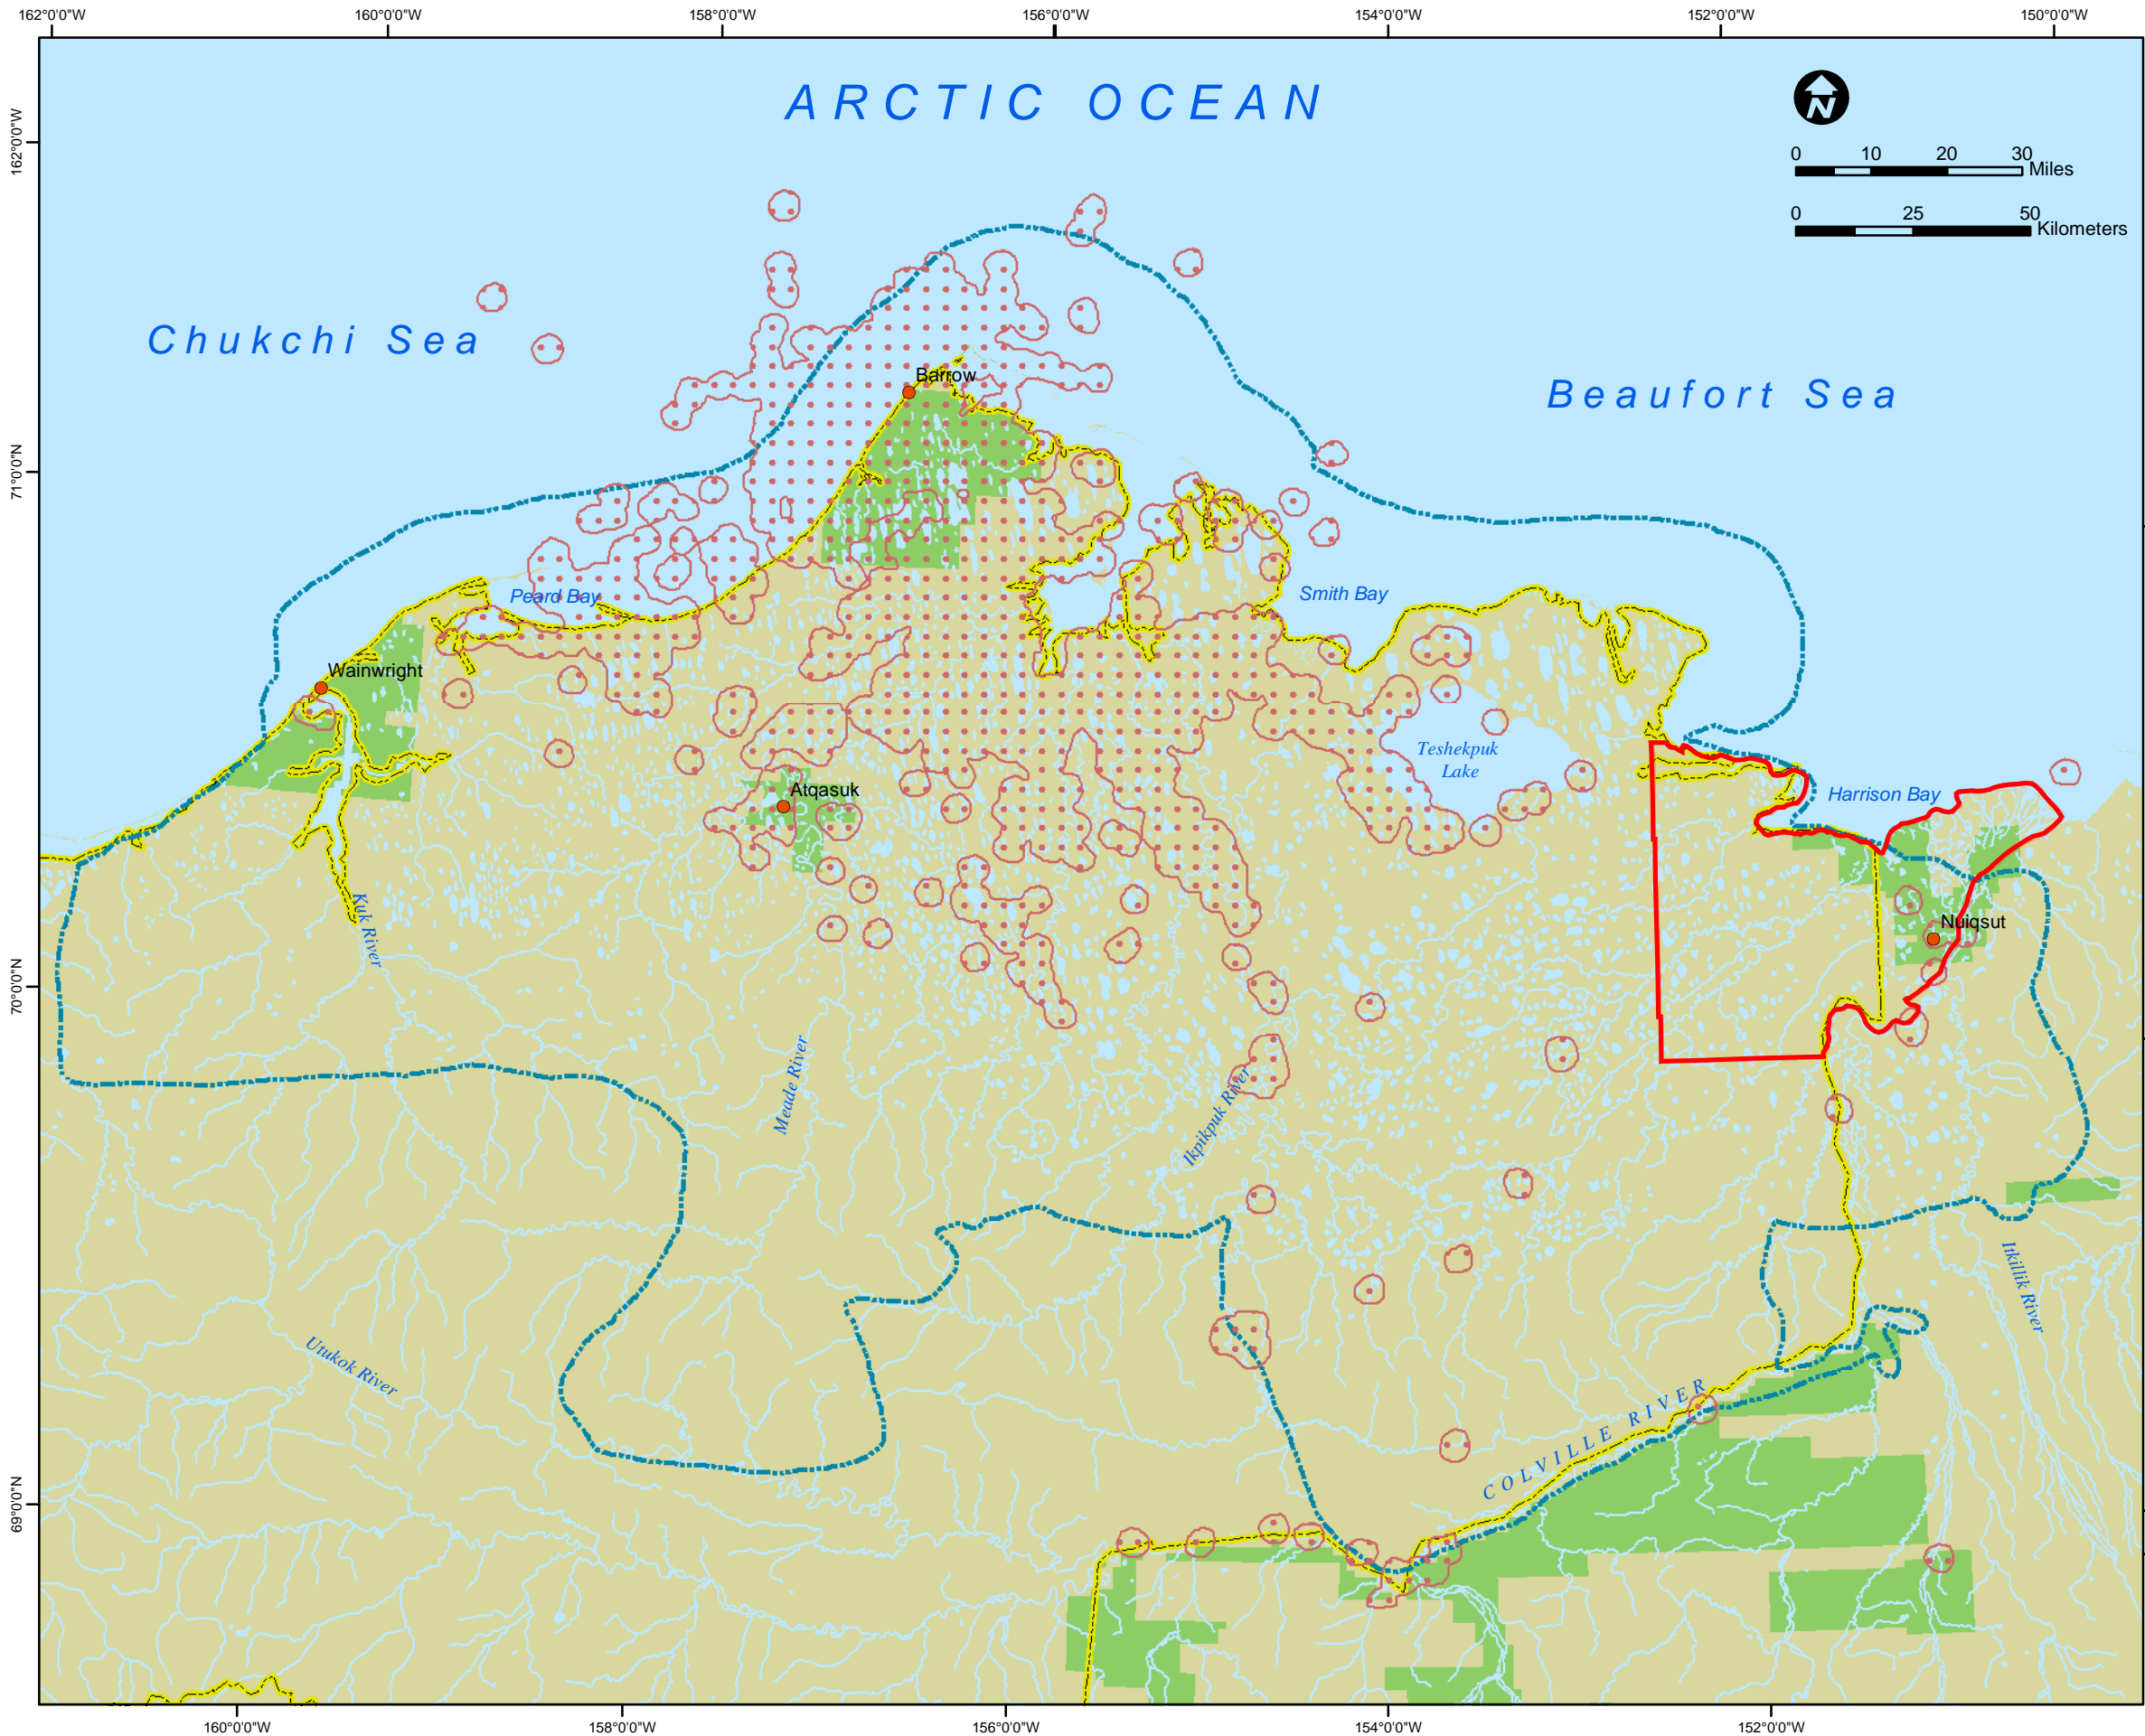 162°0'0"W 160°0'0"W 158°0'0"W 156°0'0"W 154°0'0"W 152°0'0"W 150°0'0"W
ARCTIC OCEAN
N
0 10 20 30
Miles
0 25 50
Kilometers
162°0'0"W
Chukchi Sea
Barrow
Beaufort Sea
71°0'0"N
Peard Bay
Smith Bay
Wainwright
Teshekpuk
Lake
Atqasuk
Harrison Bay
Kuk River
Nuiqsut
70°0'0"N
Meade River
Ikpikpuk River
Itkillik River
Utukok River
COLVILLE RIVER
69°0'0"N
160°0'0"W 158°0'0"W 156°0'0"W 154°0'0"W 152°0'0"W